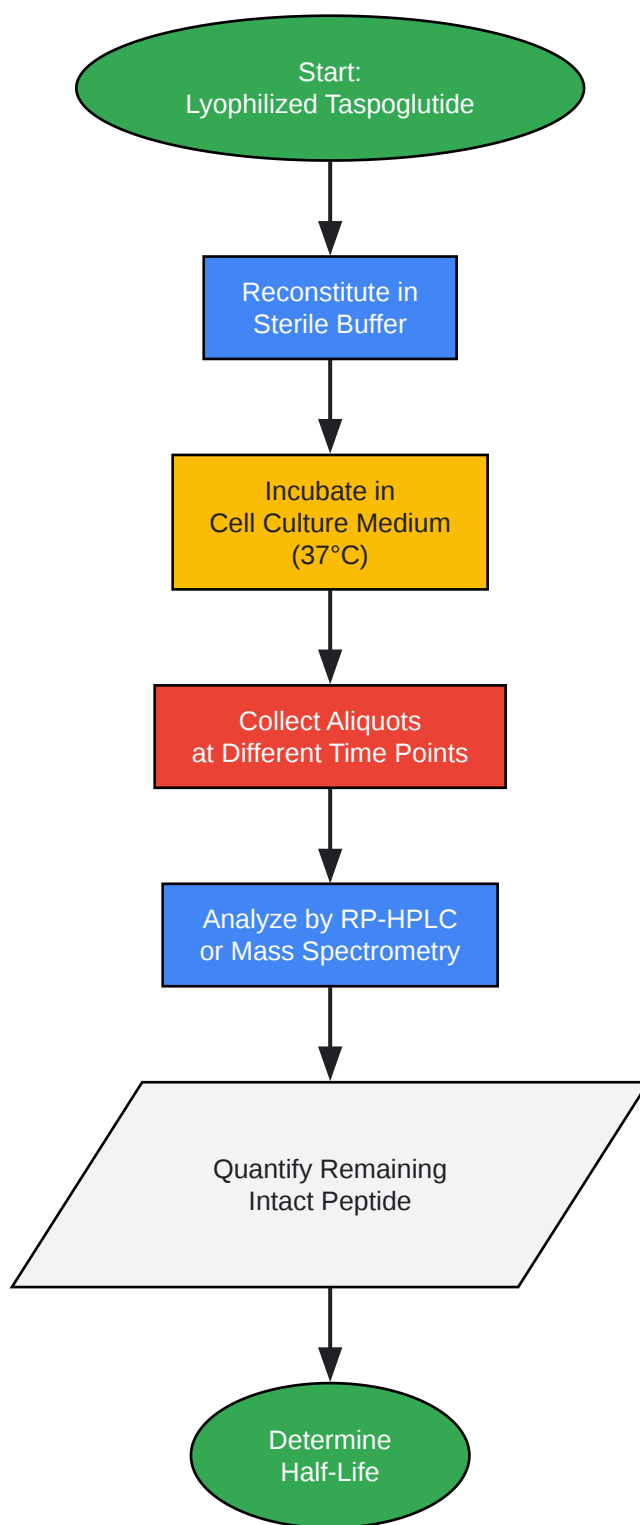 Start:
Lyophilized Taspoglutide
Reconstitute in
Sterile Buffer
Incubate in
Cell Culture Medium
(37°C)
Collect Aliquots
at Different Time Points
Analyze by RP-HPLC
or Mass Spectrometry
Quantify Remaining
Intact Peptide
Determine
Half-Life